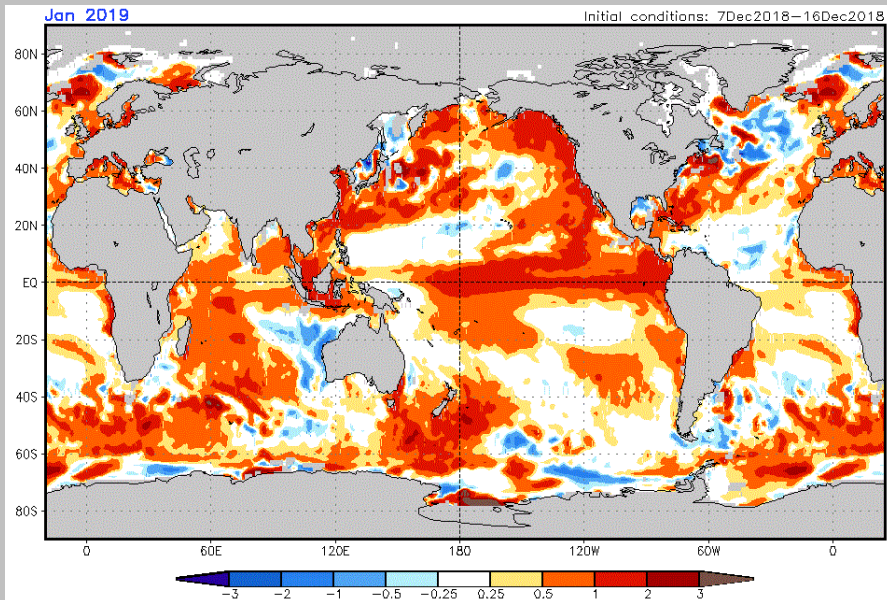 Jan 2019
Initial conditions: 7Dec2018-16Dec2018
80N
60N
40N
20N
EQ
20S
40S
60S
80S
0 60E 120E 180 120W 60W 0
-3 -2 -1 -0.5 -0.25 0.25 0.5 1 2 3